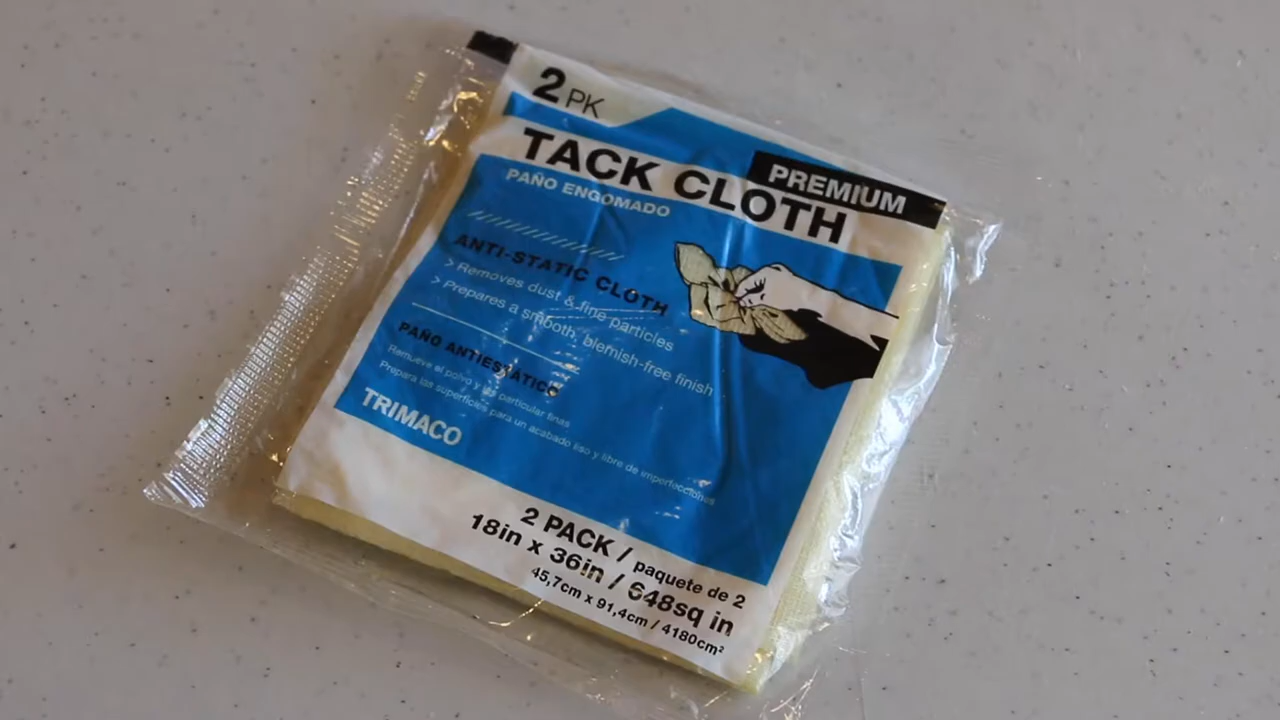 2 PK
PREMIUM
TACK CLOTH
PAÑO ENGOMADO
ANTI-STATIC CLOTH
> Removes dust & fine particles
> Prepares a smooth, blemish-free finish
PAÑO ANTIESTÁTICO
Remueve el polvo y las particular finas
Prepara las superficies para un acabado liso y libre de imperfecciones
TRIMACO
2 PACK / paquete de 2
18in x 36in / 648sq in
45,7cm x 91,4cm / 4180cm²